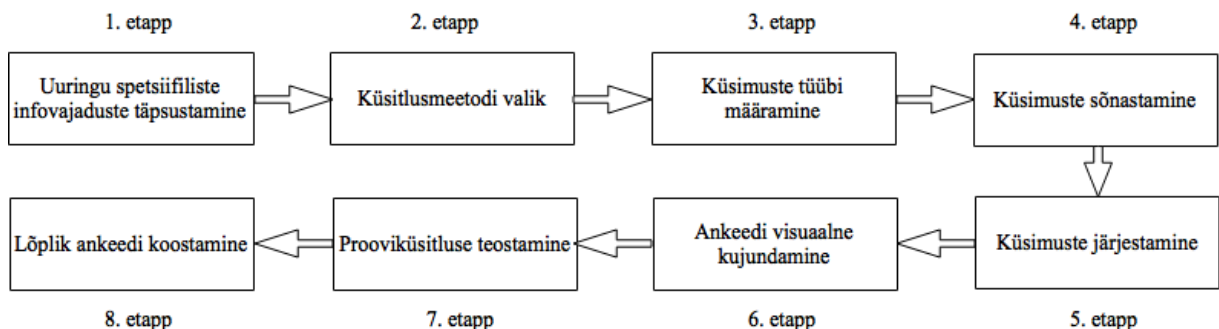 1. etapp
2. etapp
3. etapp
4. etapp
Uuringu spetsiifiliste
infovajaduste täpsustamine
Küsitlusmeetodi valik
Küsimuste tüübi
määramine
Küsimuste sõnastamine
Küsimuste järjestamine
Ankeedi visuaalne
kujundamine
Prooviküsitluse teostamine
Lõplik ankeedi koostamine
8. etapp
7. etapp
6. etapp
5. etapp